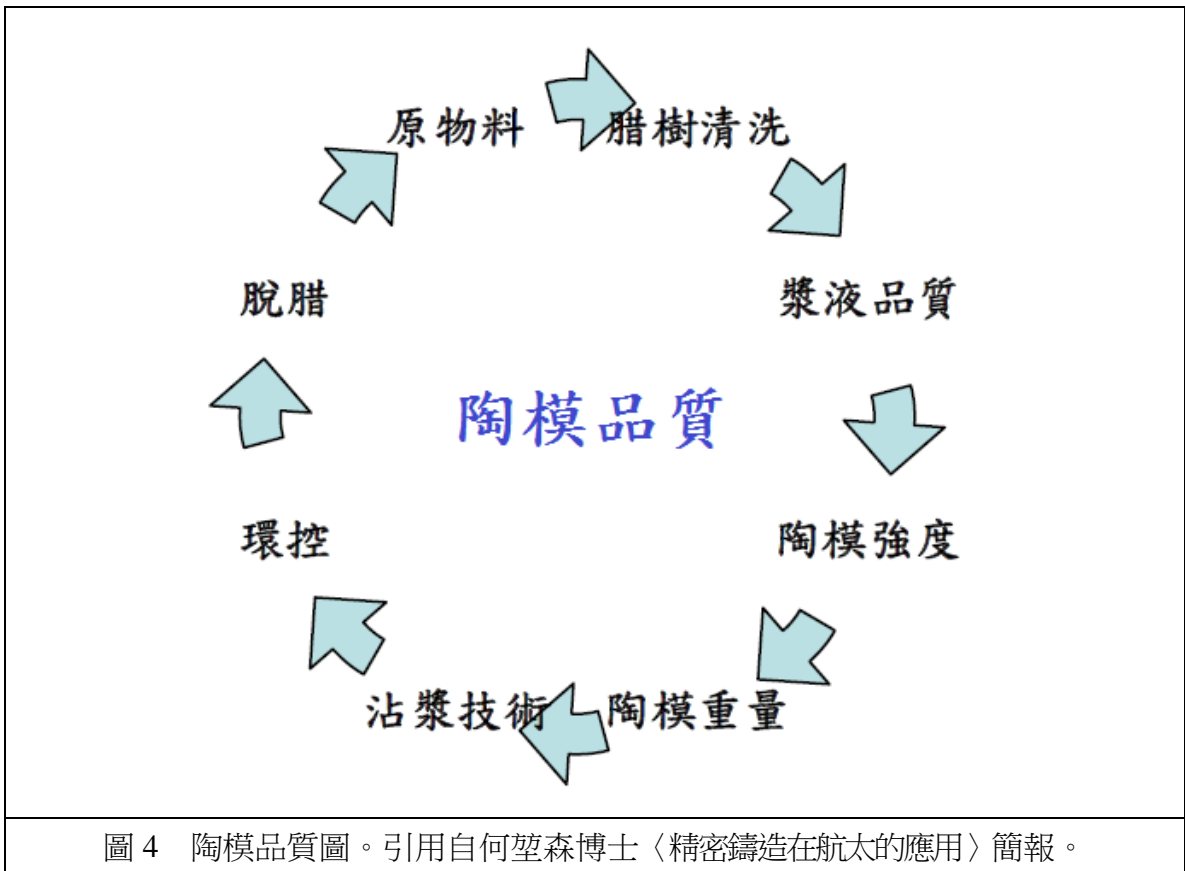 原物料
腊樹清洗
脫腊
漿液品質
陶模品質
環控
陶模強度
沾漿技術
陶模重量
圖 4 陶模品質圖。引用自何堃森博士〈精密鑄造在航太的應用〉簡報。